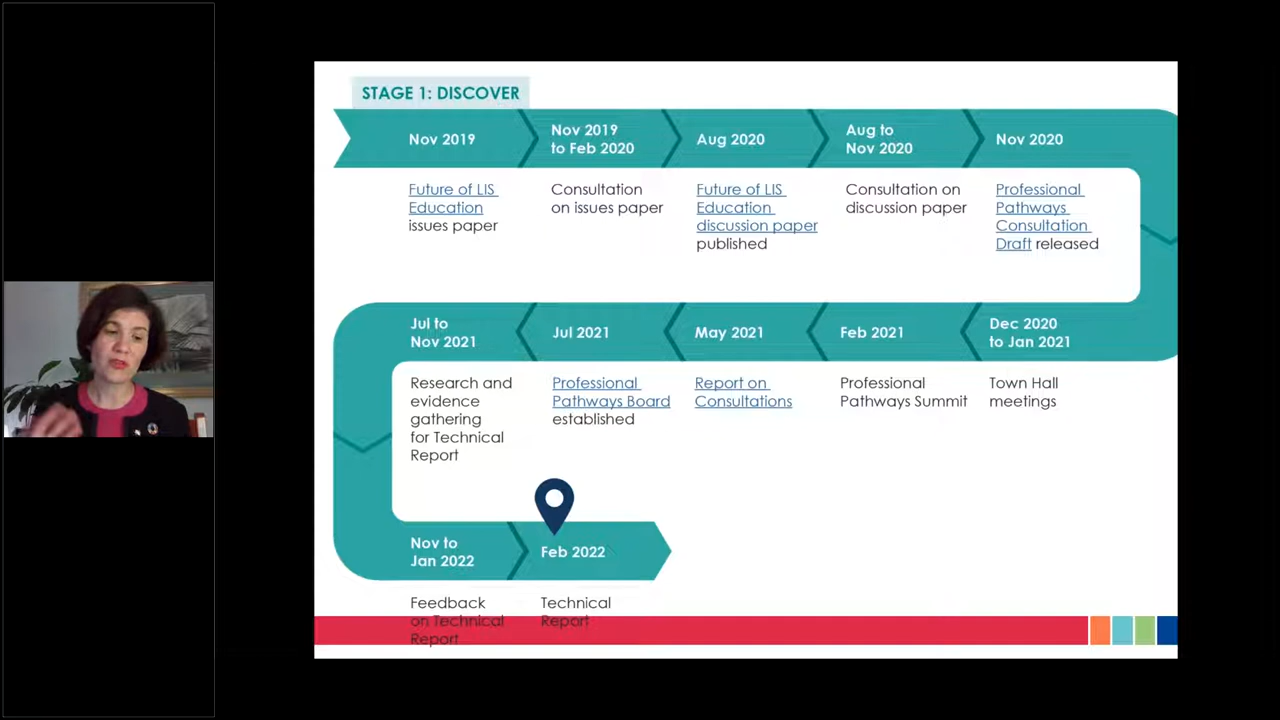 STAGE 1: DISCOVER
Nov 2019
Nov 2019
to Feb 2020
Aug 2020
Aug to
Nov 2020
Nov 2020
Future of LIS
Education
issues paper
Consultation
on issues paper
Future of LIS
Education
discussion paper
published
Consultation on
discussion paper
Professional
Pathways
Consultation
Draft released
Jul to
Nov 2021
Jul 2021
May 2021
Feb 2021
Dec 2020
to Jan 2021
Research and
evidence
gathering
for Technical
Report
Professional
Pathways Board
established
Report on
Consultations
Professional
Pathways Summit
Town Hall
meetings
Nov to
Jan 2022
Feb 2022
Feedback
on Technical
Report
Technical
Report